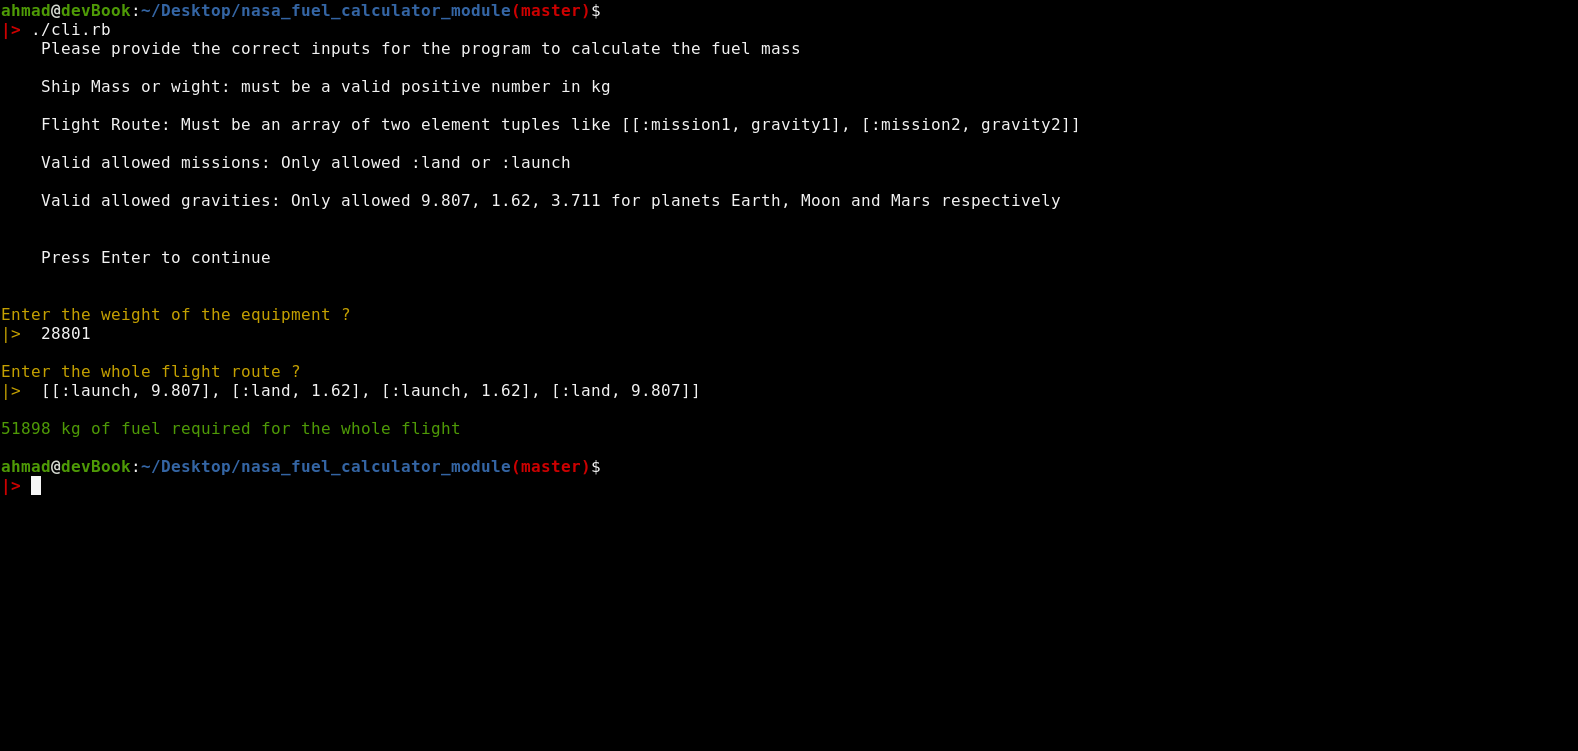 ahmad@devBook:~/Desktop/nasa_fuel_calculator_module(master)$
|> ./cli.rb
Please provide the correct inputs for the program to calculate the fuel mass
Ship Mass or wight: must be a valid positive number in kg
Flight Route: Must be an array of two element tuples like [[:mission1, gravity1], [:mission2, gravity2]]
Valid allowed missions: Only allowed :land or :launch
Valid allowed gravities: Only allowed 9.807, 1.62, 3.711 for planets Earth, Moon and Mars respectively
Press Enter to continue
Enter the weight of the equipment ?
|>  28801
Enter the whole flight route ?
|>  [[:launch, 9.807], [:land, 1.62], [:launch, 1.62], [:land, 9.807]]
51898 kg of fuel required for the whole flight
ahmad@devBook:~/Desktop/nasa_fuel_calculator_module(master)$
|>